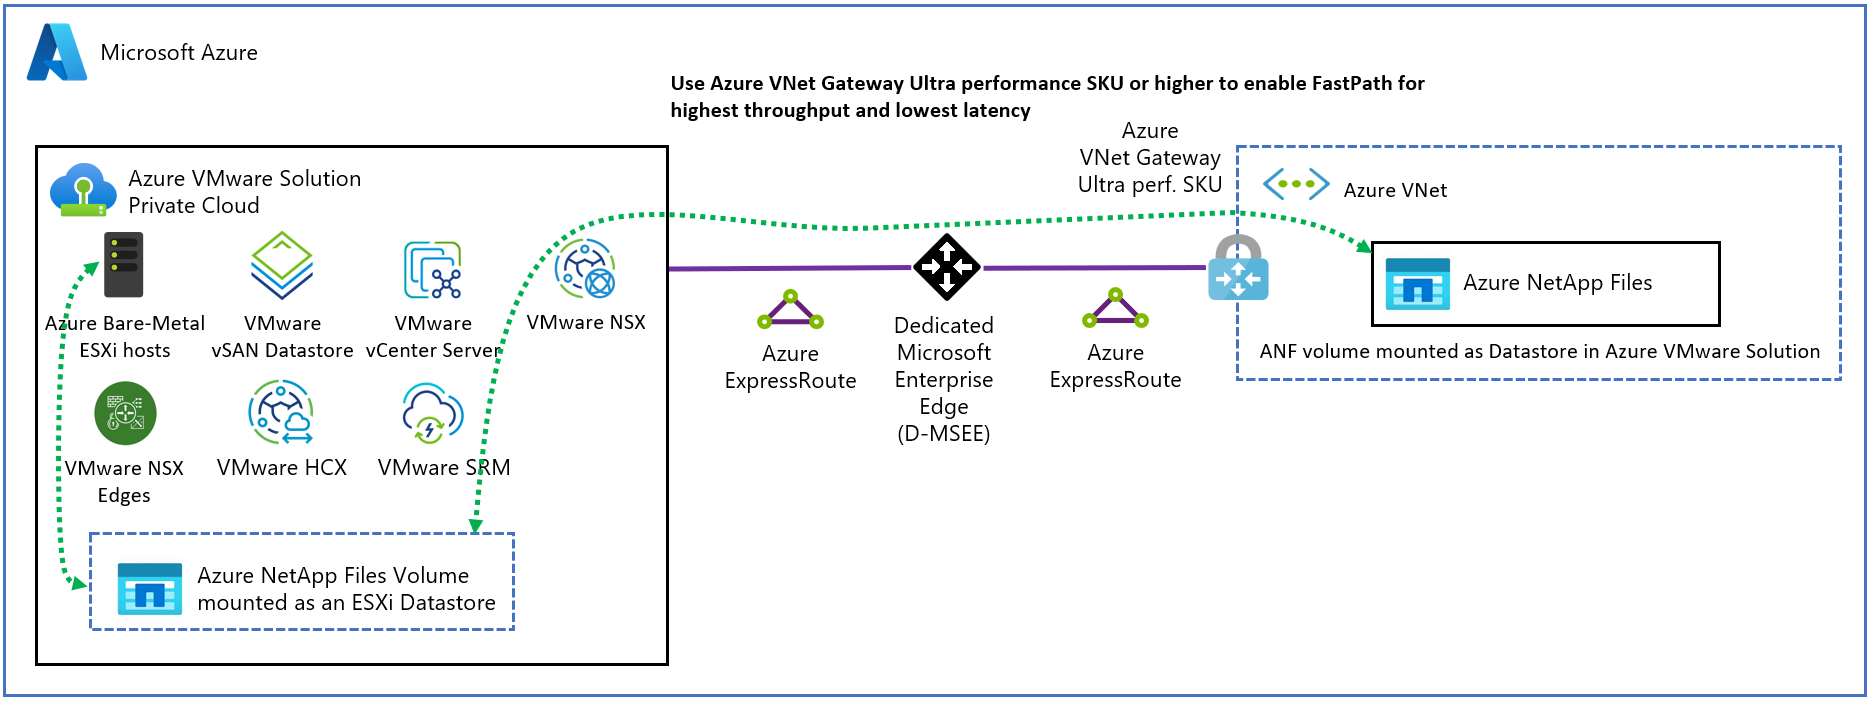 Microsoft Azure
Use Azure VNet Gateway Ultra performance SKU or higher to enable FastPath for
highest throughput and lowest latency
Azure VMware Solution
Private Cloud
Azure Bare-Metal
ESXi hosts
VMware
vSAN Datastore
VMware
vCenter Server
VMware NSX
VMware NSX
Edges
VMware HCX
VMware SRM
Azure NetApp Files Volume
mounted as an ESXi Datastore
Azure
ExpressRoute
Dedicated
Microsoft
Enterprise
Edge
(D-MSEE)
Azure
ExpressRoute
Azure
VNet Gateway
Ultra perf. SKU
Azure VNet
Azure NetApp Files
ANF volume mounted as Datastore in Azure VMware Solution